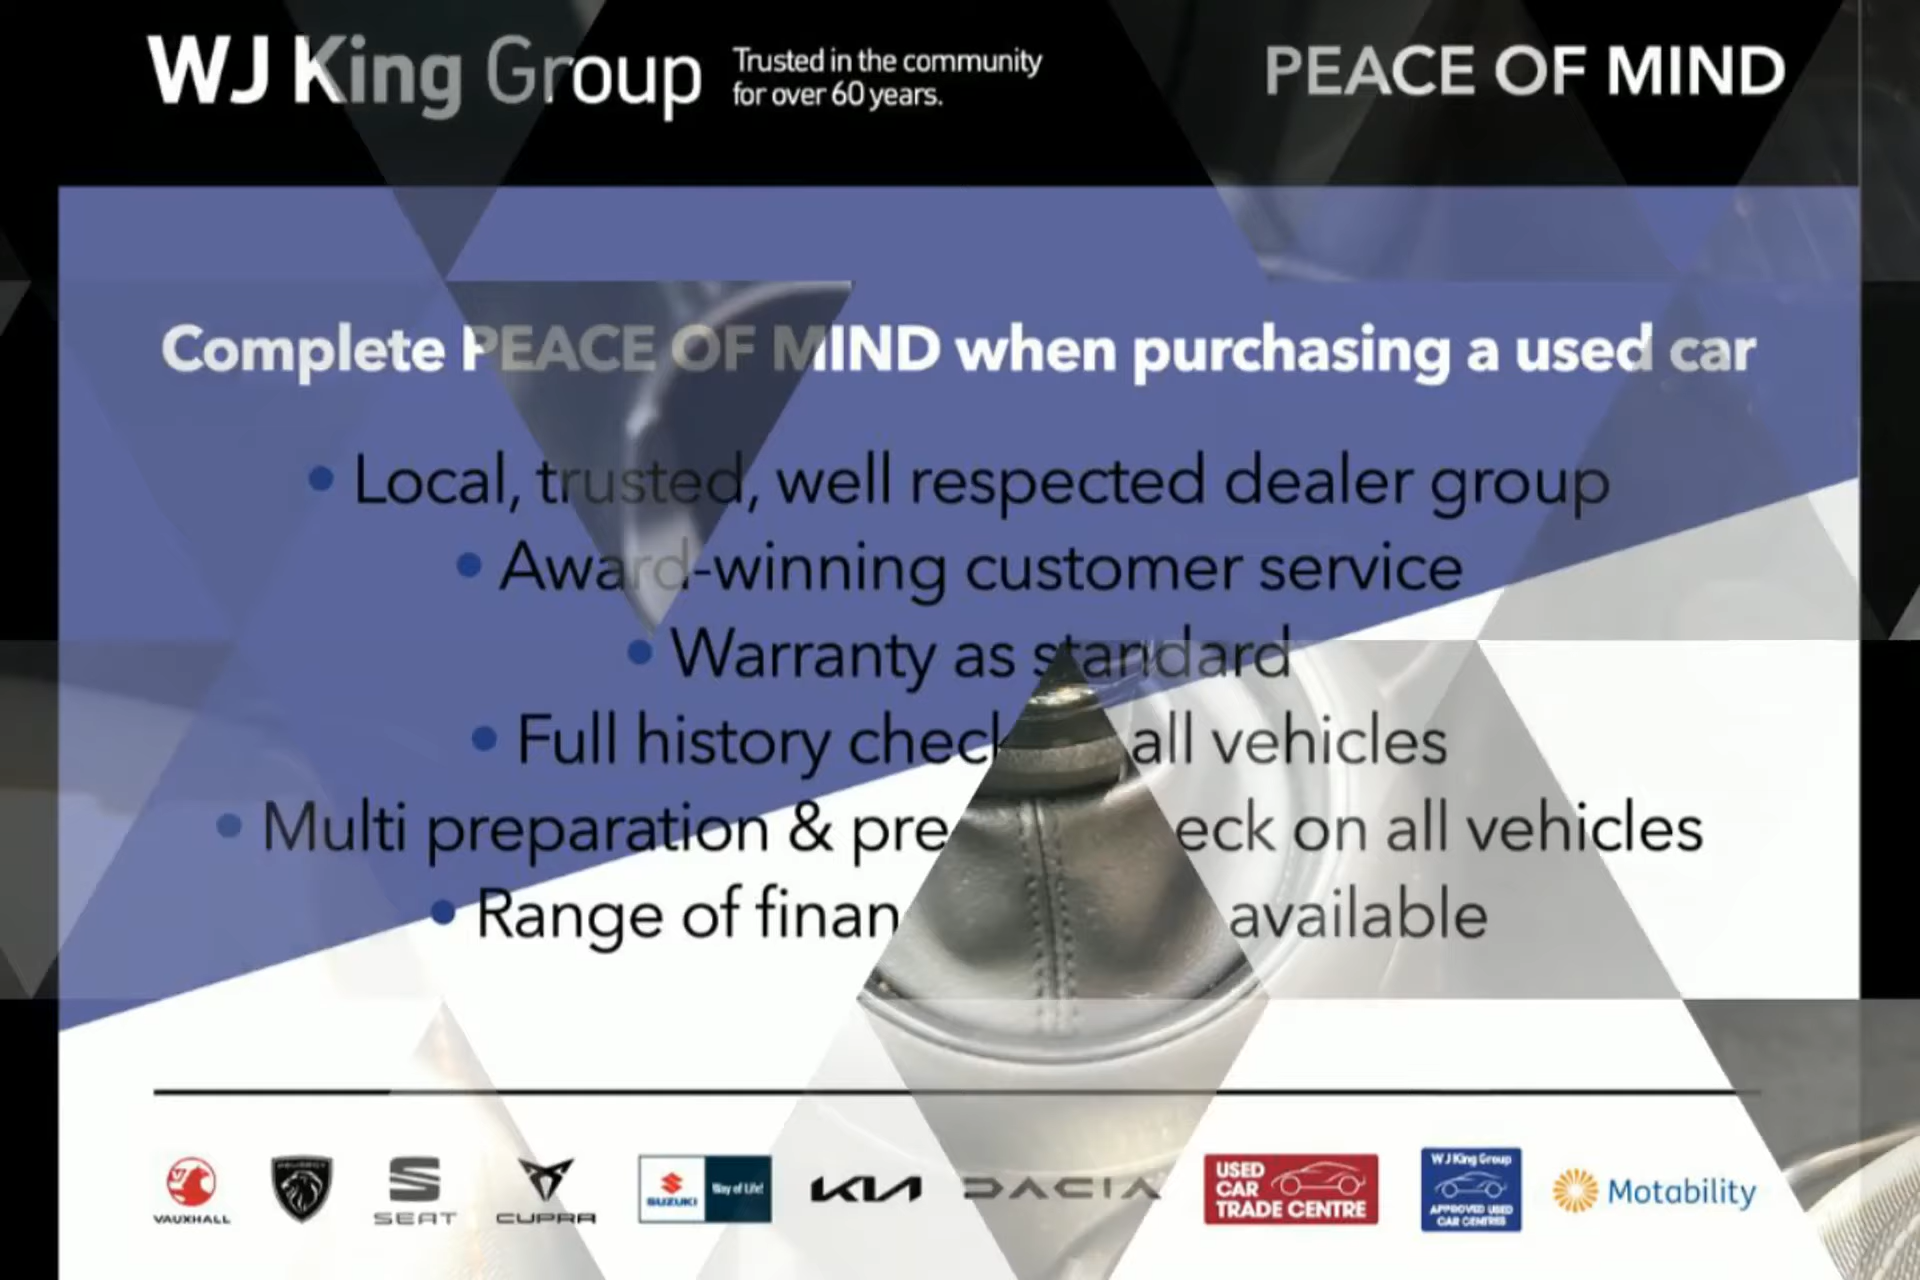 WJ King Group
Trusted in the community
for over 60 years.
PEACE OF MIND
Complete PEACE OF MIND when purchasing a used car
• Local, trusted, well respected dealer group
• Award-winning customer service
• Warranty as standard
• Full history check all vehicles
• Multi preparation & pre eck on all vehicles
• Range of finan available
VAUXHALL
PEUGEOT
SEAT
CUPRA
SUZUKI
Way of Life!
KIA
DACIA
USED
CAR
TRADE CENTRE
WJ King Group
APPROVED USED
CAR CENTRES
Motability